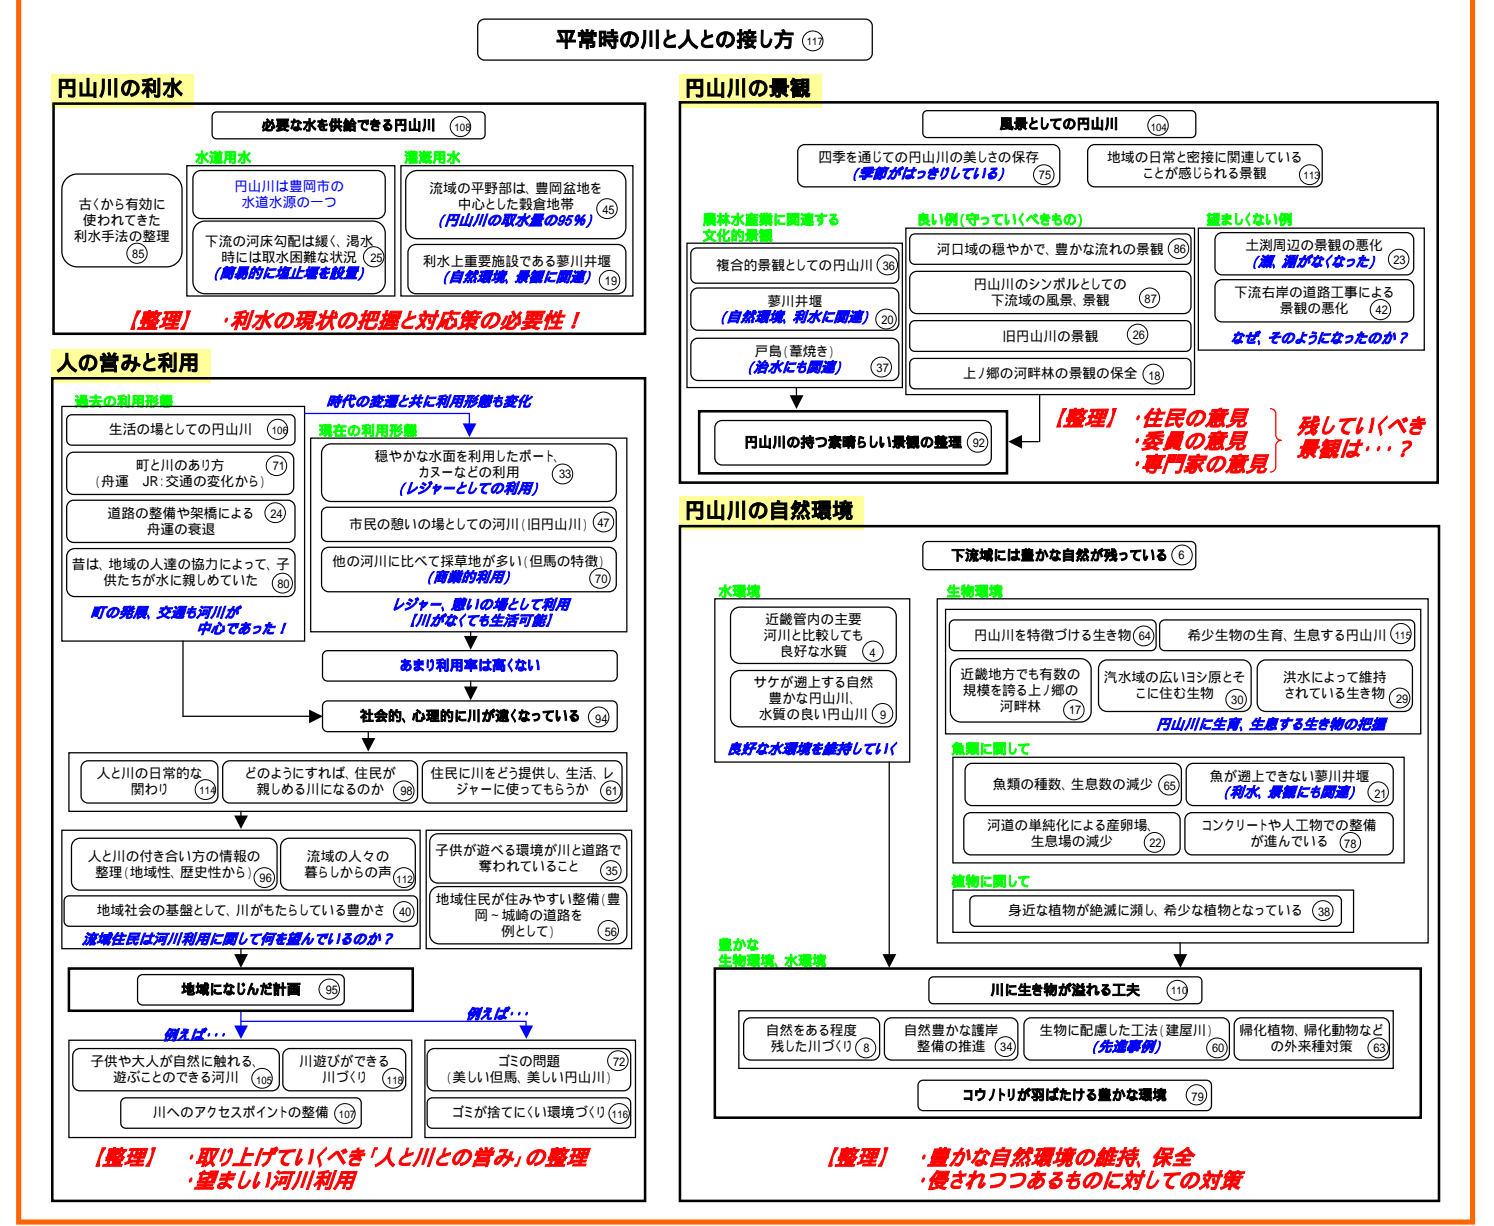 平常時の川と人との接し方 117
円山川の利水
必要な水を供給できる円山川 108
古くから有効に
使われてきた
利水手法の整理
85
水道用水
円山川は豊岡市の
水道水源の一つ
下流の河床勾配は緩く、渇水
時には取水困難な状況 25
(簡易的に塩止堰を設置)
灌漑用水
流域の平野部は、豊岡盆地を
中心とした穀倉地帯
(円山川の取水量の95%) 45
利水上重要施設である蓼川井堰
(自然環境、景観に関連) 19
【整理】 ・利水の現状の把握と対応策の必要性！
人の営みと利用
過去の利用形態
生活の場としての円山川 106
町と川のあり方 71
(舟運 JR:交通の変化から)
道路の整備や架橋による 24
舟運の衰退
昔は、地域の人達の協力によって、子
供たちが水に親しめていた 80
町の発展、交通も河川が
中心であった！
時代の変遷と共に利用形態も変化
現在の利用形態
穏やかな水面を利用したボート、
カヌーなどの利用 33
(レジャーとしての利用)
市民の憩いの場としての河川(旧円山川) 47
他の河川に比べて採草地が多い(但馬の特徴)
(商業的利用) 70
レジャー、憩いの場として利用
[川がなくても生活可能]
あまり利用率は高くない
社会的、心理的に川が遠くなっている 94
人と川の日常的な
関わり 114
どのようにすれば、住民が
親しめる川になるのか 98
住民に川をどう提供し、生活、レ
ジャーに使ってもらうか 61
人と川の付き合い方の情報の
整理(地域性、歴史性から) 96
流域の人々の
暮らしからの声 112
地域社会の基盤として、川がもたらしている豊かさ 40
流域住民は河川利用に関して何を望んでいるのか？
子供が遊べる環境が川と道路で
奪われていること 35
地域住民が住みやすい整備(豊
岡～城崎の道路を
例として) 56
地域になじんだ計画 95
例えば・・・
例えば・・・
子供や大人が自然に触れる、
遊ぶことのできる河川 105
川遊びができる
川づくり 118
川へのアクセスポイントの整備 107
ゴミの問題 72
(美しい但馬、美しい円山川)
ゴミが捨てにくい環境づくり 116
【整理】 ・取り上げていくべき「人と川との営み」の整理
・望ましい河川利用
円山川の景観
風景としての円山川 104
四季を通じての円山川の美しさの保存
(季節がはっきりしている) 75
地域の日常と密接に関連している
ことが感じられる景観 113
農林水産業に関連する
文化的景観
複合的景観としての円山川 36
蓼川井堰
(自然環境、利水に関連) 20
戸島(葦焼き)
(治水にも関連) 37
良い例(守っていくべきもの)
河口域の穏やかで、豊かな流れの景観 86
円山川のシンボルとしての
下流域の風景、景観 87
旧円山川の景観 26
上ノ郷の河畔林の景観の保全 18
望ましくない例
土渕周辺の景観の悪化
(瀬、淵がなくなった) 23
下流右岸の道路工事による
景観の悪化 42
なぜ、そのようになったのか？
円山川の持つ素晴らしい景観の整理 92
【整理】 ・住民の意見
・委員の意見
・専門家の意見
残していくべき
景観は・・・？
円山川の自然環境
下流域には豊かな自然が残っている 6
水環境
近畿管内の主要
河川と比較しても
良好な水質 4
サケが遡上する自然
豊かな円山川、
水質の良い円山川 9
良好な水環境を維持していく
生物環境
円山川を特徴づける生き物 64
希少生物の生育、生息する円山川 115
近畿地方でも有数の
規模を誇る上ノ郷の
河畔林 17
汽水域の広いヨシ原とそ
こに住む生物 30
洪水によって維持
されている生き物 29
円山川に生育、生息する生き物の把握
魚類に関して
魚類の種数、生息数の減少 65
魚が遡上できない蓼川井堰
(利水、景観にも関連) 21
河道の単純化による産卵場、
生息場の減少 22
コンクリートや人工物での整備
が進んでいる 78
植物に関して
身近な植物が絶滅に瀕し、希少な植物となっている 38
豊かな
生物環境、水環境
川に生き物が溢れる工夫 110
自然をある程度
残した川づくり 8
自然豊かな護岸
整備の推進 34
生物に配慮した工法(建屋川)
(先進事例) 60
帰化植物、帰化動物など
の外来種対策 63
コウノトリが羽ばたける豊かな環境 79
【整理】 ・豊かな自然環境の維持、保全
・侵されつつあるものに対しての対策